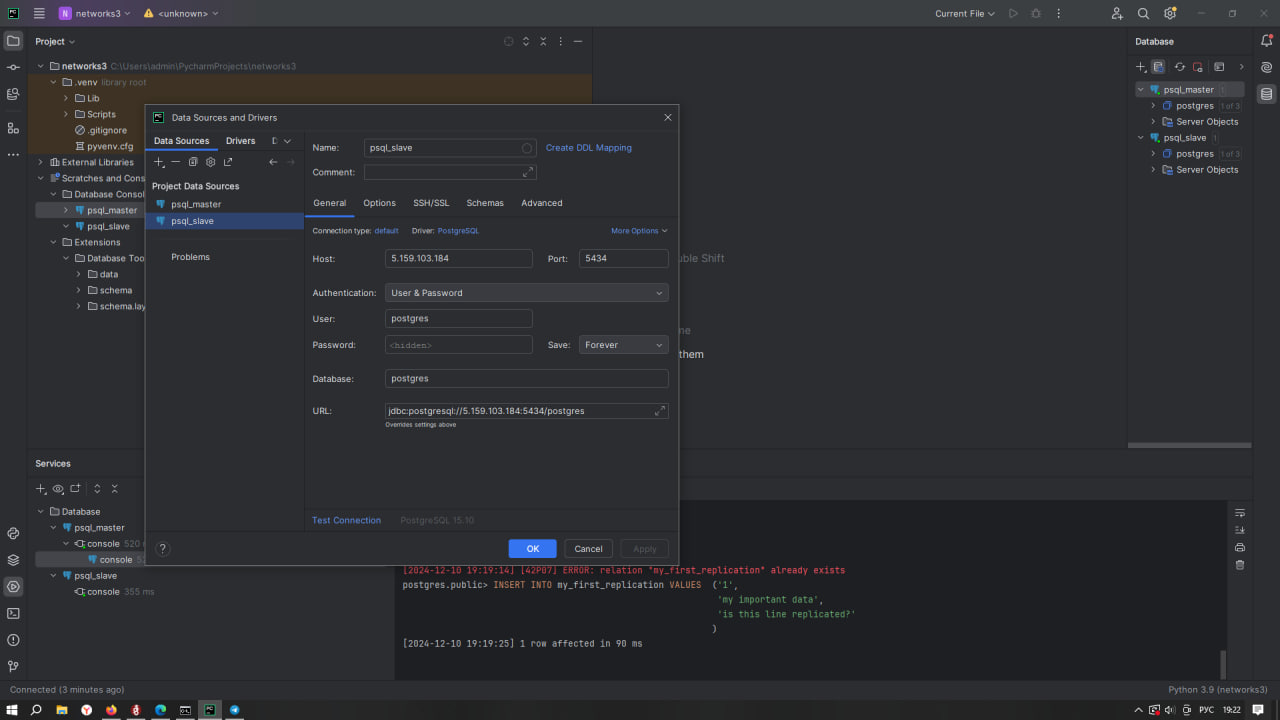 N networks3 <unknown> Current File
Project
networks3 C:\Users\admin\PycharmProjects\networks3
.venv library root
Lib
Scripts
.gitignore
pyvenv.cfg
External Libraries
Scratches and Cons
Database Consol
psql_master
psql_slave
Extensions
Database Too
data
schema
schema.lay
Data Sources and Drivers
Data Sources Drivers D
Project Data Sources
psql_master
psql_slave
Problems
Name: psql_slave Create DDL Mapping
Comment:
General Options SSH/SSL Schemas Advanced
Connection type: default Driver: PostgreSQL More Options
Host: 5.159.103.184 Port: 5434
Authentication: User & Password
User: postgres
Password: <hidden> Save: Forever
Database: postgres
URL: jdbc:postgresql://5.159.103.184:5434/postgres
Overrides settings above
Test Connection PostgreSQL 15.10
? OK Cancel Apply
uble Shift
me
them
Database
psql_master 1
postgres 1 of 3
Server Objects
psql_slave 1
postgres 1 of 3
Server Objects
Services
Database
psql_master
console 520 m
console 52
psql_slave
console 355 ms
[2024-12-10 19:19:14] [42P07] ERROR: relation "my_first_replication" already exists
postgres.public> INSERT INTO my_first_replication VALUES ('1',
'my important data',
'is this line replicated?'
)
[2024-12-10 19:19:25] 1 row affected in 90 ms
Connected (3 minutes ago) Python 3.9 (networks3)
РУС 19:22